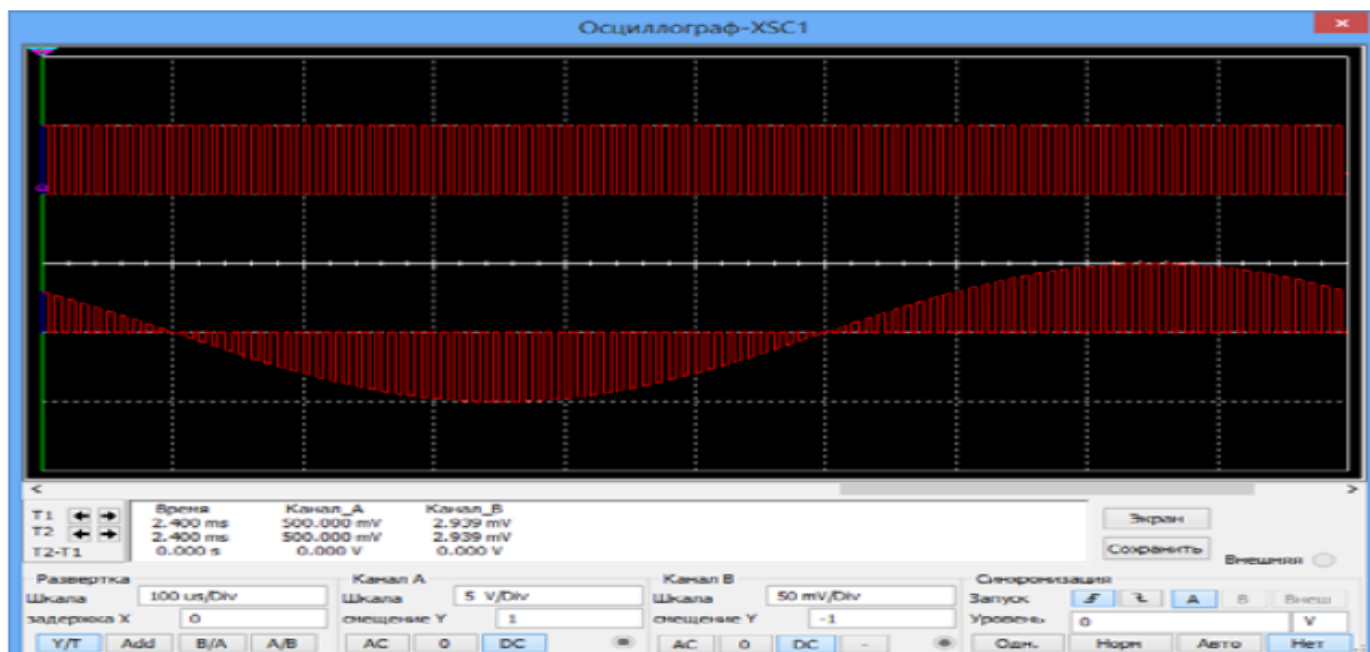 Осциллограф-XSC1
T1 Время Канал_A Канал_B
2.400 ms 500.000 mV 2.939 mV
T2 2.400 ms 500.000 mV 2.939 mV
T2-T1 0.000 s 0.000 V 0.000 V
Экран
Сохранить
Внешняя
Развертка Канал A Канал B Синхронизация
Шкала 100 us/Div Шкала 5 V/Div Шкала 50 mV/Div Запуск A B Внеш
задержка X 0 смещение Y 1 смещение Y -1 Уровень 0 V
Y/T Add B/A A/B AC 0 DC AC 0 DC - Одн. Норм Авто Нет